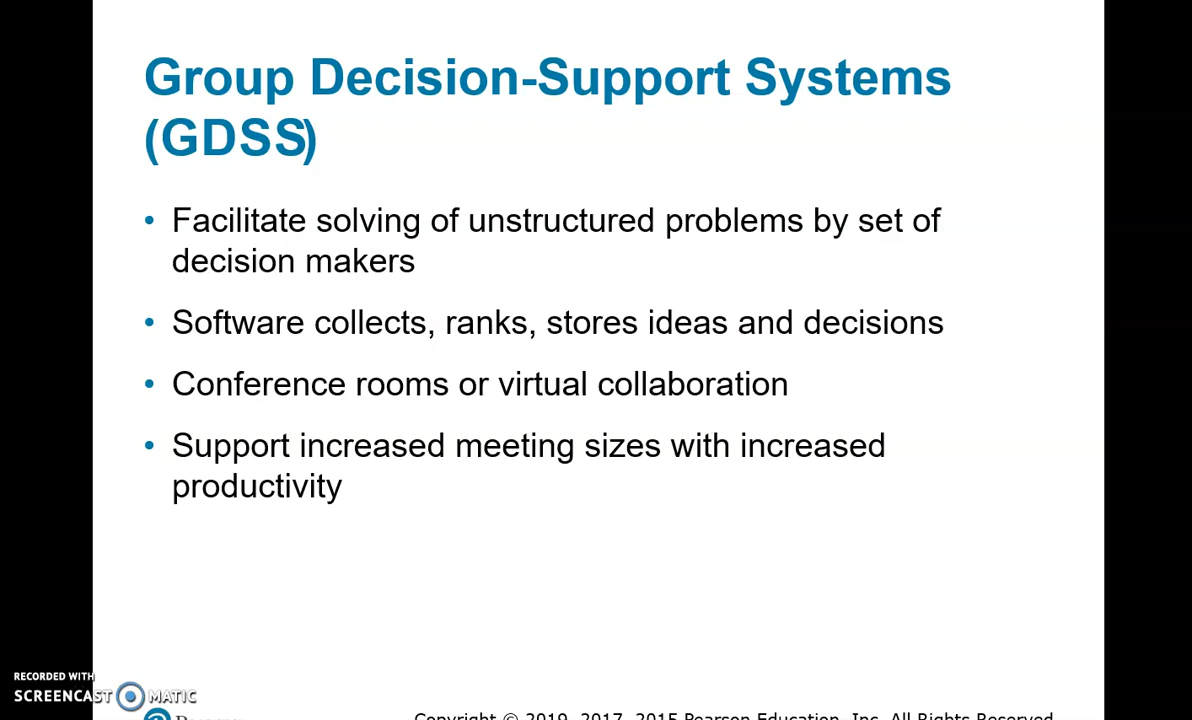 Group Decision-Support Systems
(GDSS)
• Facilitate solving of unstructured problems by set of
decision makers
• Software collects, ranks, stores ideas and decisions
• Conference rooms or virtual collaboration
• Support increased meeting sizes with increased
productivity
RECORDED WITH
SCREENCAST MATIC
Copyright © 2019, 2017, 2015 Pearson Education, Inc. All Rights Reserved